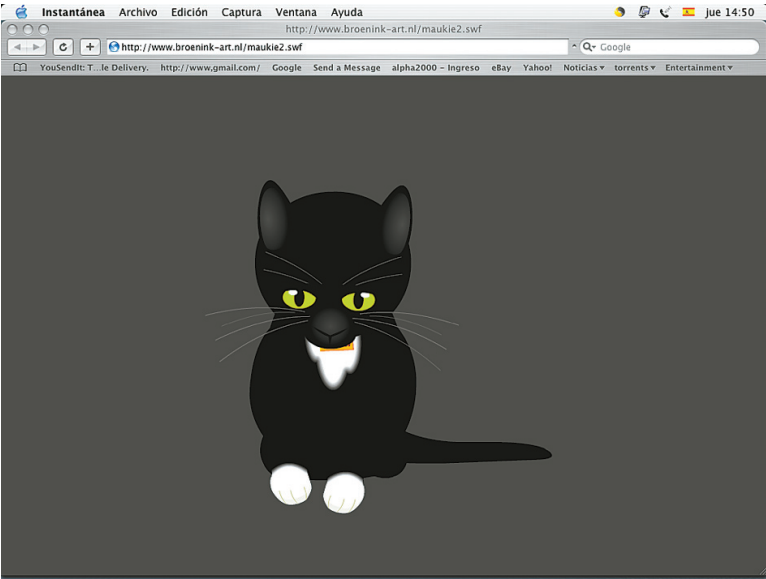 Instantánea Archivo Edición Captura Ventana Ayuda jue 14:50
http://www.broenink-art.nl/maukie2.swf
http://www.broenink-art.nl/maukie2.swf Google
YouSendIt: T...le Delivery. http://www.gmail.com/ Google Send a Message alpha2000 - Ingreso eBay Yahoo! Noticias torrents Entertainment